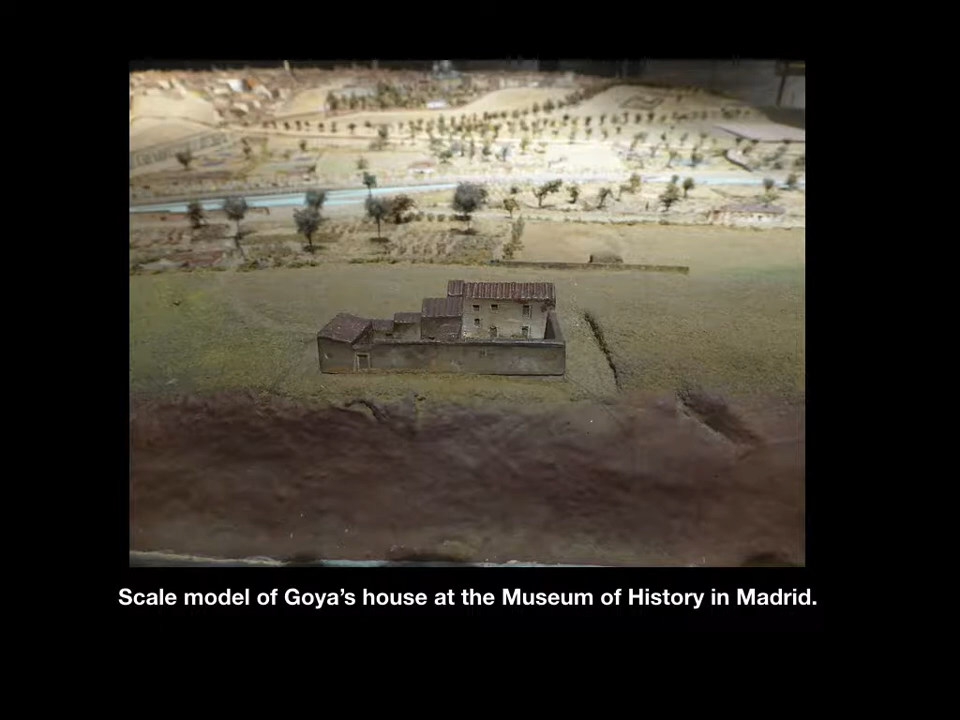 Scale model of Goya’s house at the Museum of History in Madrid.